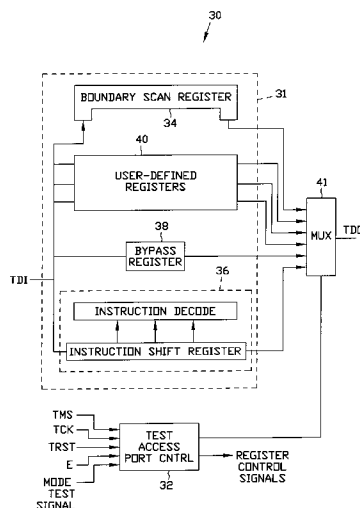 30
BOUNDARY SCAN REGISTER
34
31
40
USER-DEFINED
REGISTERS
41
MUX
TDO
38
BYPASS
REGISTER
TDI
36
INSTRUCTION DECODE
INSTRUCTION SHIFT REGISTER
TMS
TCK
TRST
E
MODE
TEST
SIGNAL
TEST
ACCESS
PORT CNTRL
32
REGISTER
CONTROL
SIGNALS